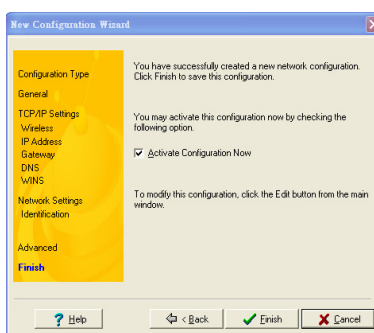 New Configuration Wizard
Configuration Type
General
TCP/IP Settings
Wireless
IP Address
Gateway
DNS
WINS
Network Settings
Identification
Advanced
Finish
You have successfully created a new network configuration.
Click Finish to save this configuration.
You may activate this configuration now by checking the
following option.
Activate Configuration Now
To modify this configuration, click the Edit button from the main
window.
? Help
< Back
Finish
Cancel